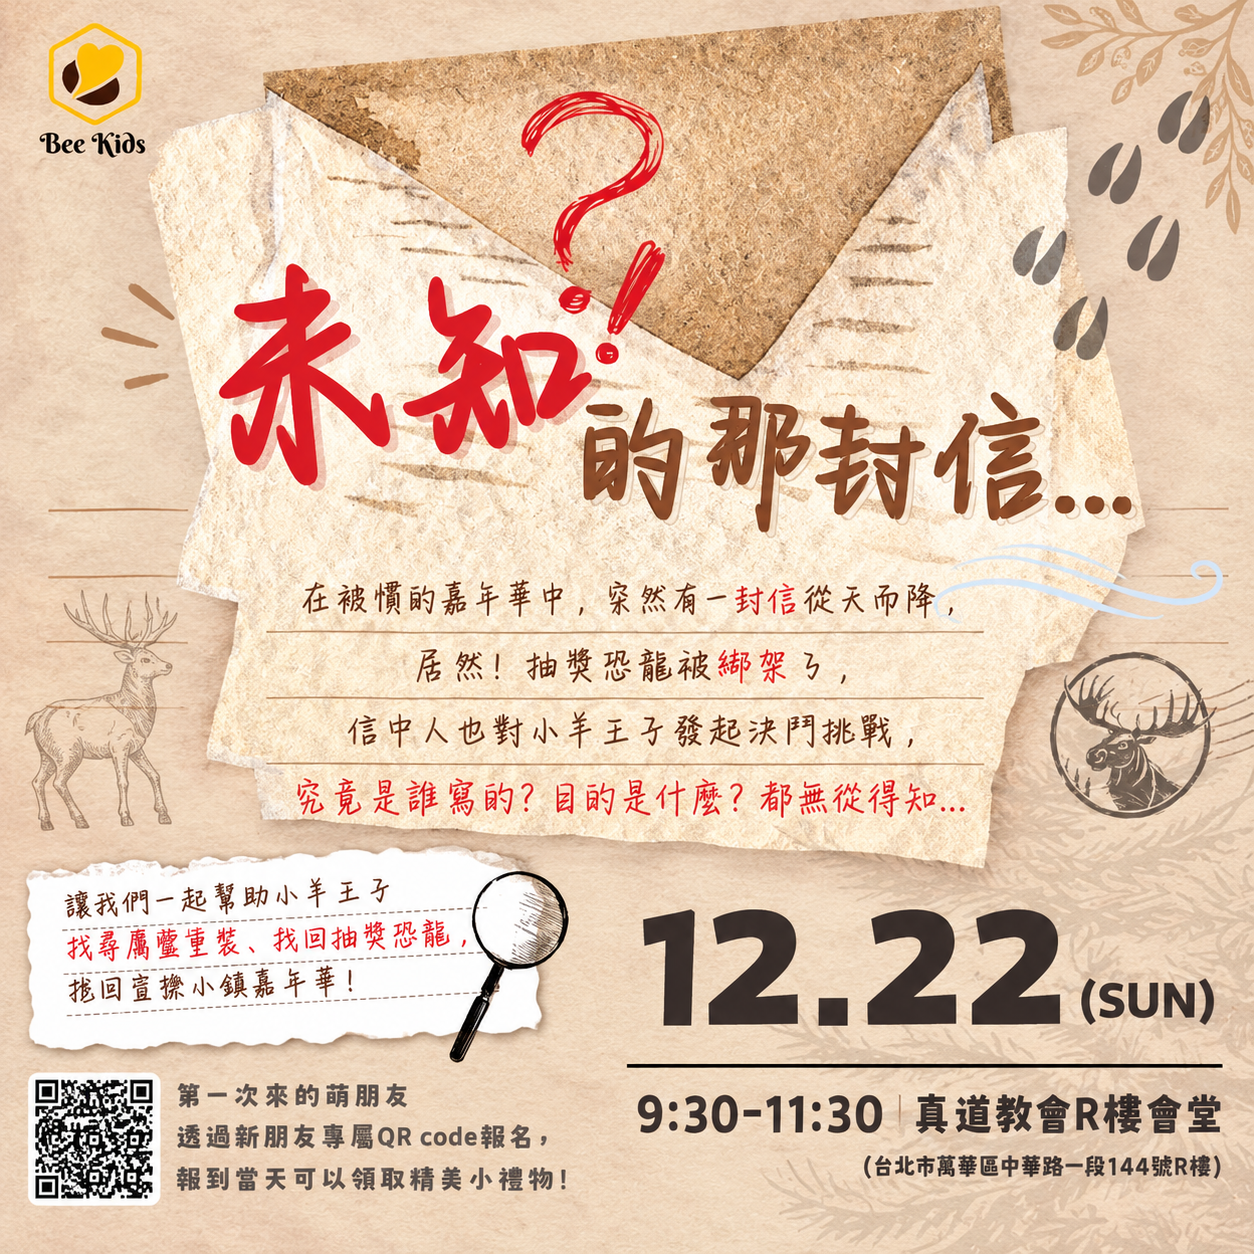 Bee Kids
未知?!
的那封信...
在被慣的嘉年華中，突然有一封信從天而降，
居然！抽獎恐龍被綁架ㄋ，
信中人也對小羊王子發起決鬥挑戰，
究竟是誰寫的？目的是什麼？都無從得知...
讓我們一起幫助小羊王子
找尋重裝、找回抽獎恐龍，
找回宣小鎮嘉年華！
12.22 (SUN)
9:30-11:30 | 真道教會R樓會堂
(台北市萬華區中華路一段144號R樓)
第一次來的萌朋友
透過新朋友專屬QR code報名，
報到當天可以領取精美小禮物！